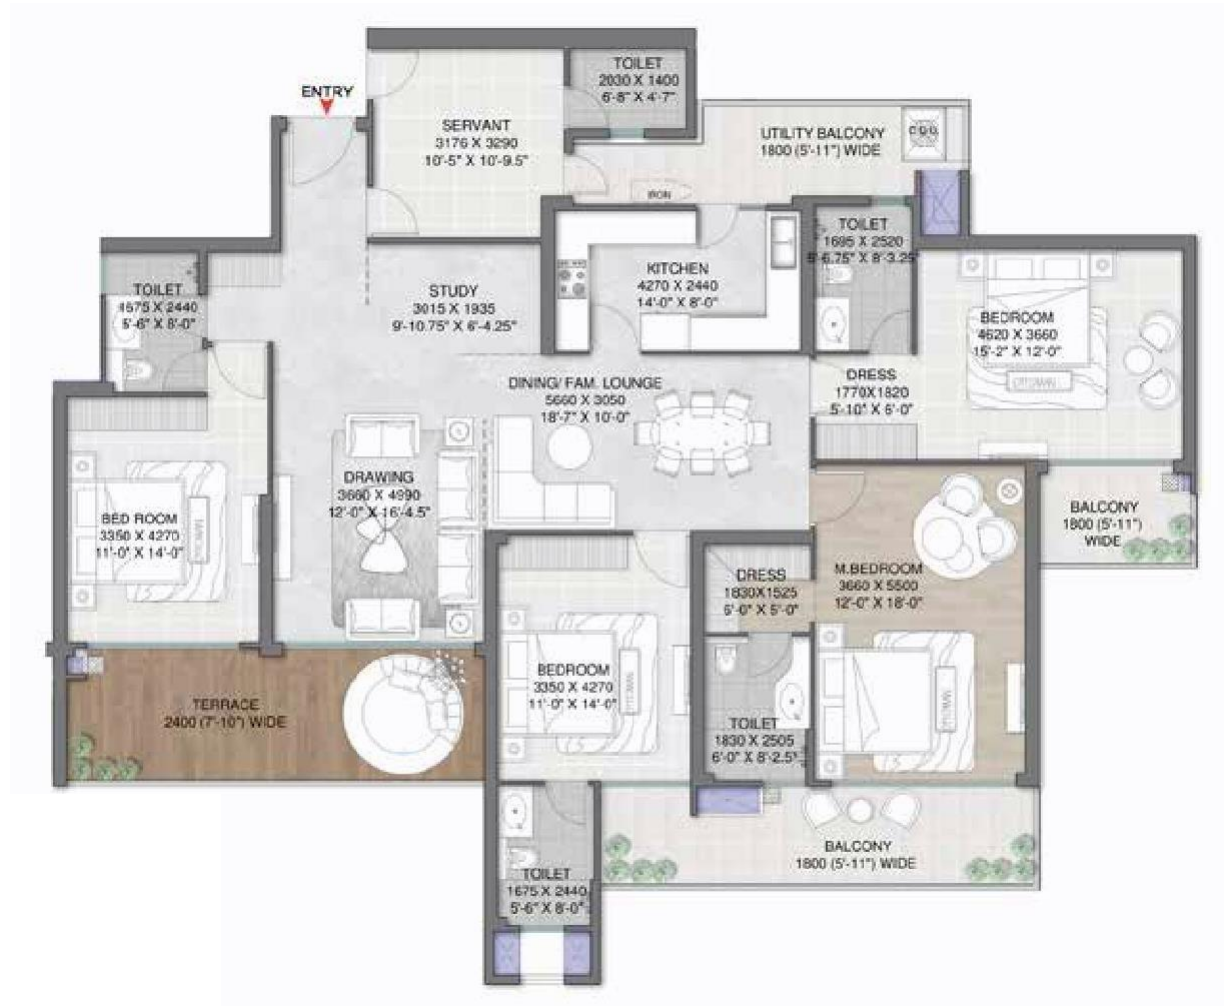 ENTRY
TOILET
2030 X 1400
6'-8" X 4'-7"
SERVANT
3176 X 3290
10'-5" X 10'-9.5"
UTILITY BALCONY
1800 (5'-11") WIDE
IRON
TOILET
1695 X 2520
5'-6.75" X 8'-3.25"
KITCHEN
4270 X 2440
14'-0" X 8'-0"
STUDY
3015 X 1935
9'-10.75" X 6'-4.25"
TOILET
1675 X 2440
5'-6" X 8'-0"
BEDROOM
4620 X 3660
15'-2" X 12'-0"
OTTOMAN
DRESS
1770X1820
5'-10" X 6'-0"
DINING/ FAM. LOUNGE
5660 X 3050
18'-7" X 10'-0"
DRAWING
3660 X 4990
12'-0" X 16'-4.5"
BED ROOM
3350 X 4270
11'-0" X 14'-0"
BALCONY
1800 (5'-11")
WIDE
M.BEDROOM
3660 X 5500
12'-0" X 18'-0"
DRESS
1830X1525
6'-0" X 5'-0"
BEDROOM
3350 X 4270
11'-0" X 14'-0"
TERRACE
2400 (7'-10") WIDE
TOILET
1830 X 2505
6'-0" X 8'-2.5"
BALCONY
1800 (5'-11") WIDE
TOILET
1675 X 2440
5'-6" X 8'-0"